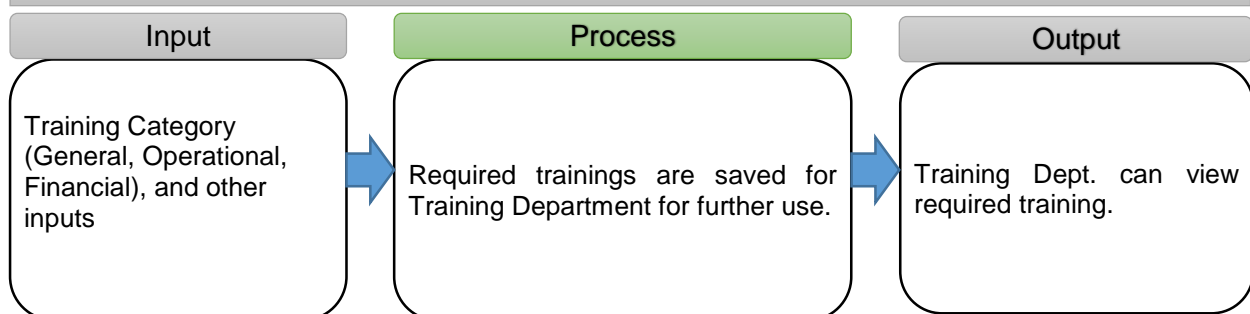 Input
Process
Output
Training Category
(General, Operational,
Financial), and other
inputs
Required trainings are saved for
Training Department for further use.
Training Dept. can view
required training.